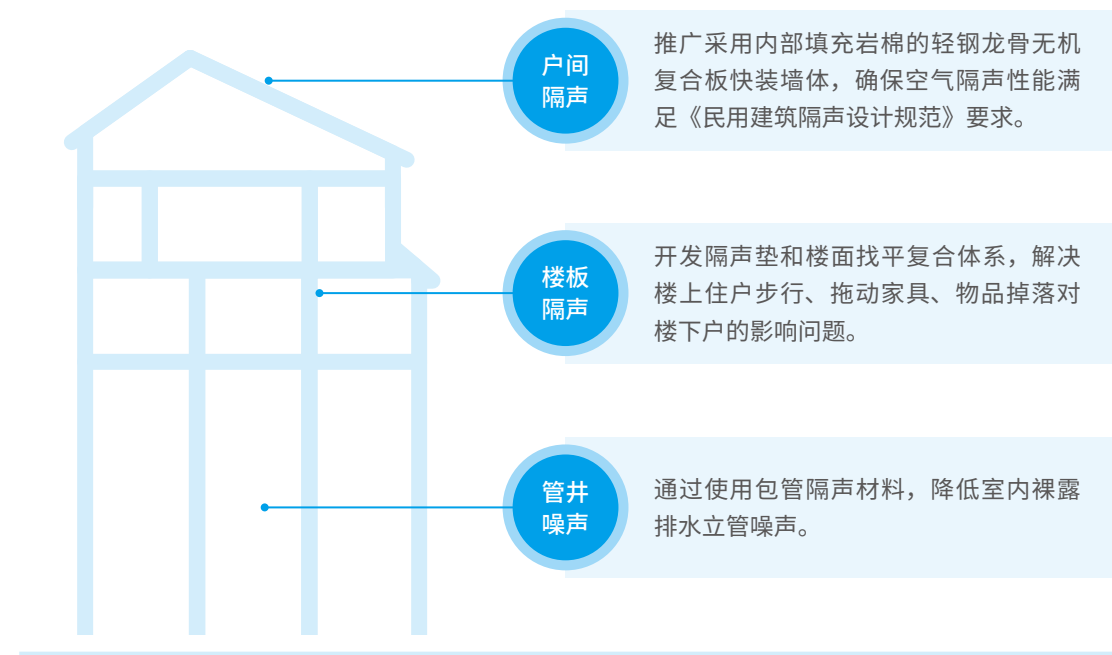 户间
隔声
推广采用内部填充岩棉的轻钢龙骨无机
复合板快装墙体，确保空气隔声性能满
足《民用建筑隔声设计规范》要求。
楼板
隔声
开发隔声垫和楼面找平复合体系，解决
楼上住户步行、拖动家具、物品掉落对
楼下户的影响问题。
管井
噪声
通过使用包管隔声材料，降低室内裸露
排水立管噪声。